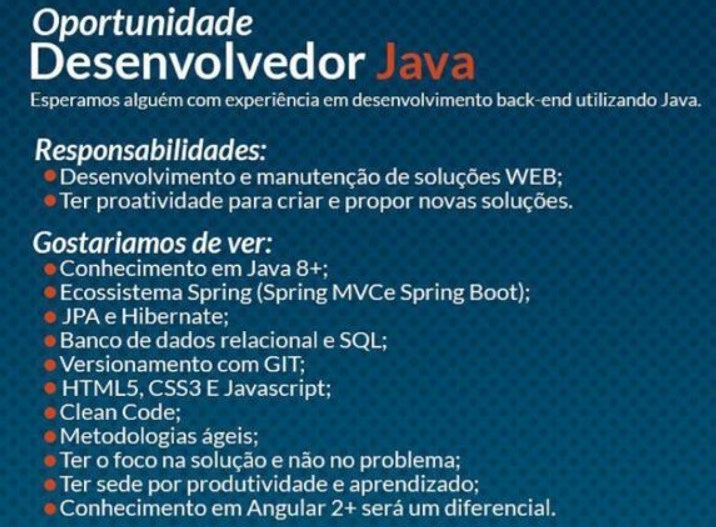 Oportunidade
Desenvolvedor Java
Esperamos alguém com experiência em desenvolvimento back-end utilizando Java.
Responsabilidades:
• Desenvolvimento e manutenção de soluções WEB;
• Ter proatividade para criar e propor novas soluções.
Gostariamos de ver:
• Conhecimento em Java 8+;
• Ecossistema Spring (Spring MVCe Spring Boot);
• JPA e Hibernate;
• Banco de dados relacional e SQL;
• Versionamento com GIT;
• HTML5, CSS3 E Javascript;
• Clean Code;
• Metodologias ágeis;
• Ter o foco na solução e não no problema;
• Ter sede por produtividade e aprendizado;
• Conhecimento em Angular 2+ será um diferencial.